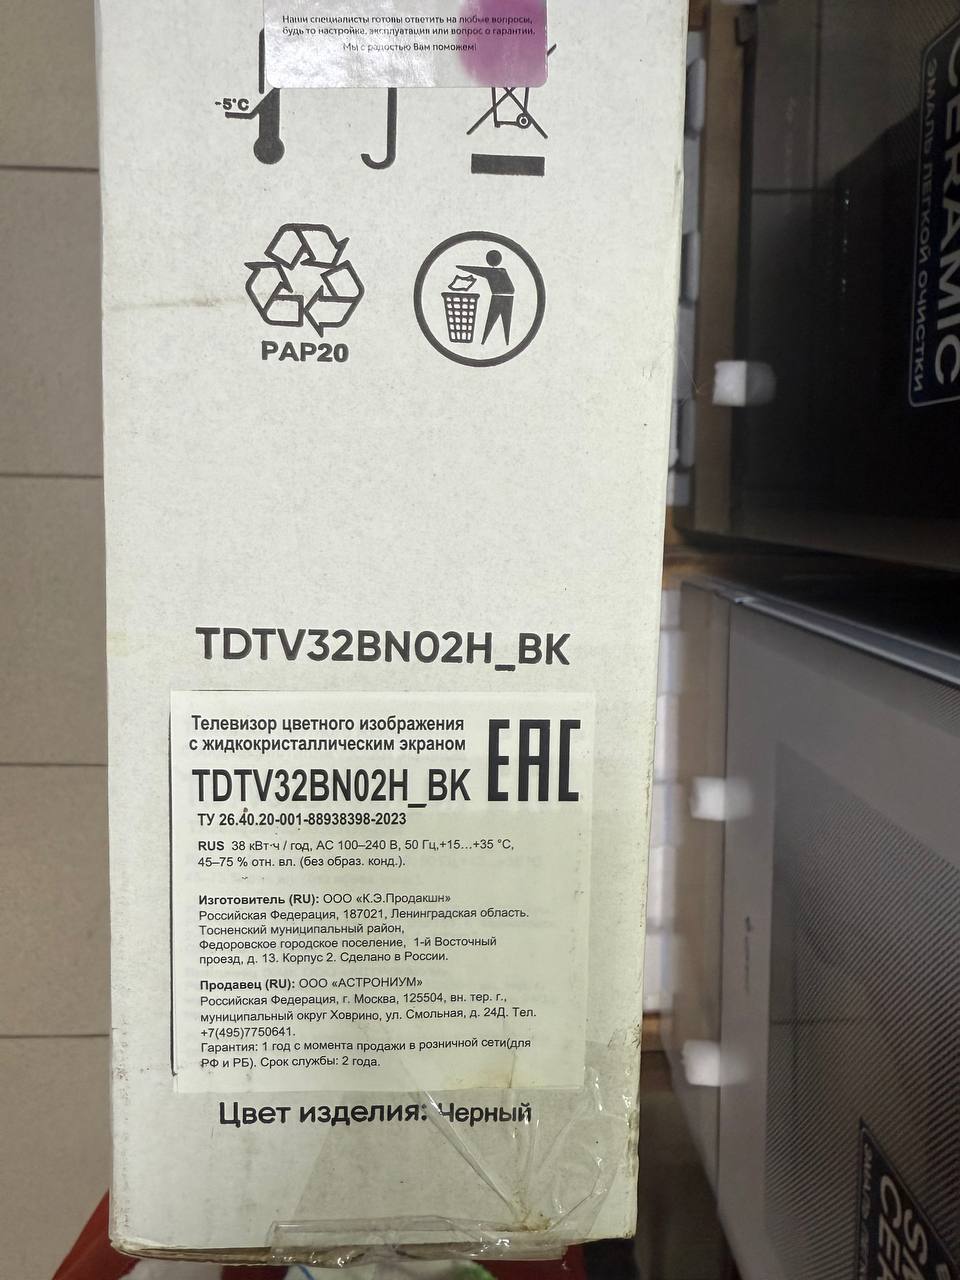 Наши специалисты готовы ответить на любые вопросы,
будь то настройка, эксплуатация или вопрос о гарантии.
Мы с радостью Вам поможем!
-5°C
PAP20
TDTV32BN02H_BK
Телевизор цветного изображения
с жидкокристаллическим экраном
EAC
TDTV32BN02H_BK
ТУ 26.40.20-001-88938398-2023
RUS 38 кВт·ч / год, АС 100–240 В, 50 Гц,+15...+35 °С,
45–75 % отн. вл. (без образ. конд.).
Изготовитель (RU): ООО «К.Э.Продакшн»
Российская Федерация, 187021, Ленинградская область.
Тосненский муниципальный район,
Федоровское городское поселение, 1-й Восточный
проезд, д. 13. Корпус 2. Сделано в России.
Продавец (RU): ООО «АСТРОНИУМ»
Российская Федерация, г. Москва, 125504, вн. тер. г.,
муниципальный округ Ховрино, ул. Смольная, д. 24Д. Тел.
+7(495)7750641.
Гарантия: 1 год с момента продажи в розничной сети(для
РФ и РБ). Срок службы: 2 года.
Цвет изделия: Черный
CERAMIC
ЭМАЛЬ ЛЕГКОЙ ОЧИСТКИ